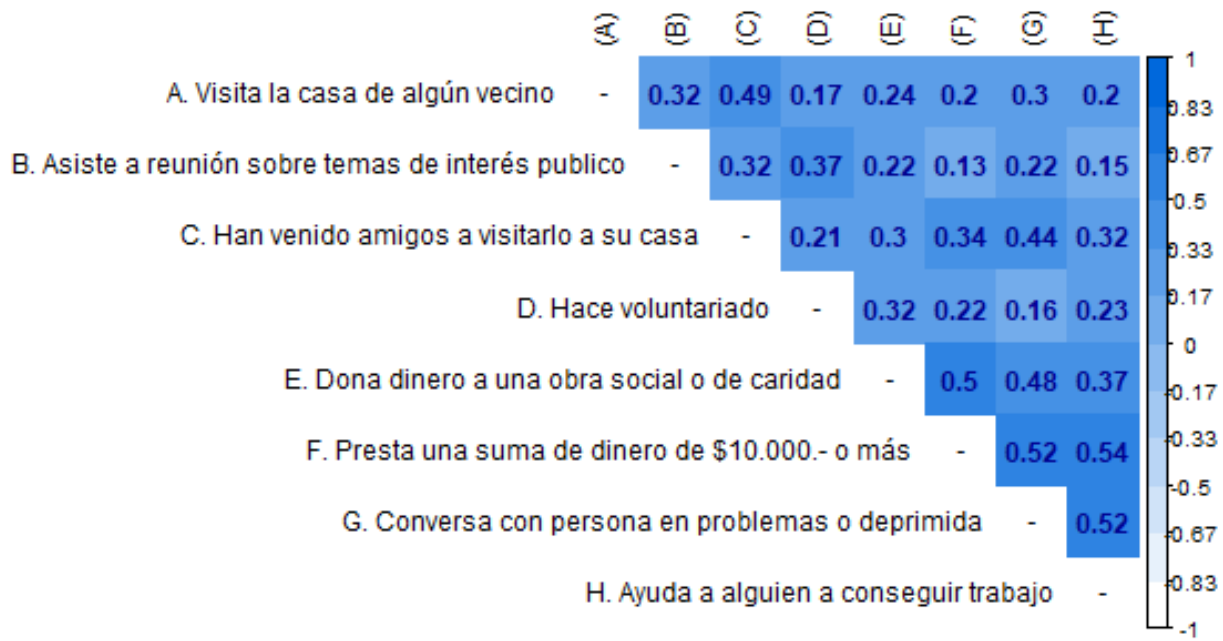 (A) (B) (C) (D) (E) (F) (G) (H)
A. Visita la casa de algún vecino - 0.32 0.49 0.17 0.24 0.2 0.3 0.2
B. Asiste a reunión sobre temas de interés publico - 0.32 0.37 0.22 0.13 0.22 0.15
C. Han venido amigos a visitarlo a su casa - 0.21 0.3 0.34 0.44 0.32
D. Hace voluntariado - 0.32 0.22 0.16 0.23
E. Dona dinero a una obra social o de caridad - 0.5 0.48 0.37
F. Presta una suma de dinero de $10.000.- o más - 0.52 0.54
G. Conversa con persona en problemas o deprimida - 0.52
H. Ayuda a alguien a conseguir trabajo -
1
0.83
0.67
0.5
0.33
0.17
0
-0.17
-0.33
-0.5
-0.67
-0.83
-1